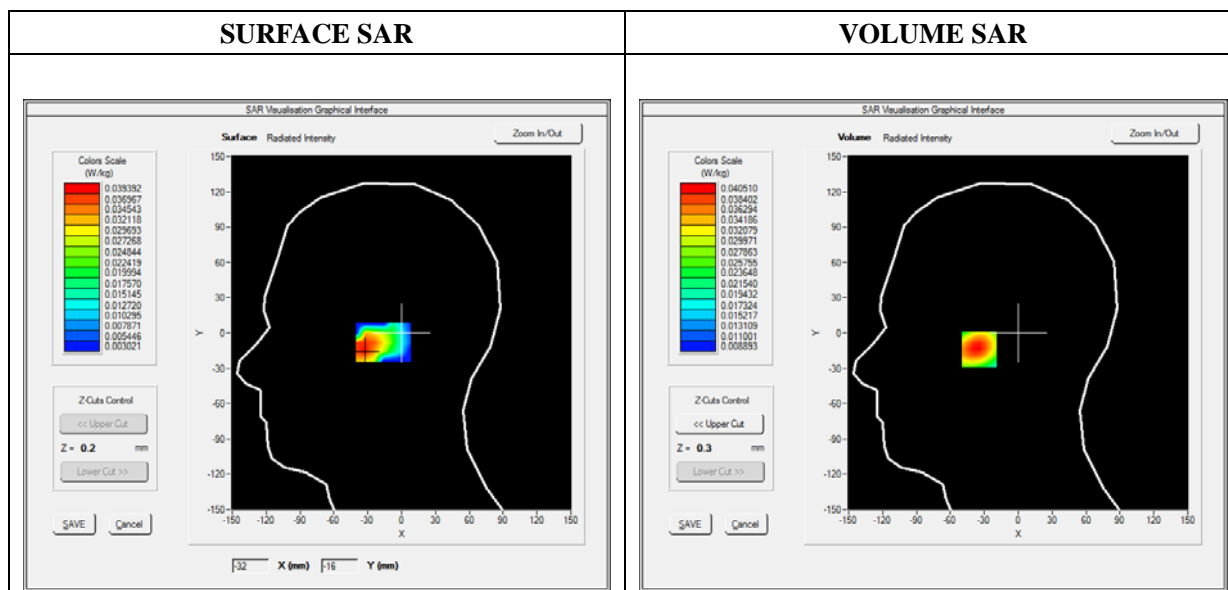 SURFACE SAR
VOLUME SAR
SAR Visualisation Graphical Interface
Surface Radiated Intensity
Zoom In/Out
Colors Scale
(W/kg)
0.039392
0.036967
0.034543
0.032118
0.029693
0.027268
0.024844
0.022419
0.019994
0.017570
0.015145
0.012720
0.010295
0.007871
0.005446
0.003021
Z-Cuts Control
<< Upper Cut
Z = 0.2 mm
Lower Cut >>
SAVE Cancel
150
120
90
60
30
0
-30
-60
-90
-120
-150
Y
-150 -120 -90 -60 -30 0 30 60 90 120 150
X
-32 X (mm) -16 Y (mm)
SAR Visualisation Graphical Interface
Volume Radiated Intensity
Zoom In/Out
Colors Scale
(W/kg)
0.040510
0.038402
0.036294
0.034186
0.032079
0.029971
0.027863
0.025755
0.023648
0.021540
0.019432
0.017324
0.015217
0.013109
0.011001
0.008893
Z-Cuts Control
<< Upper Cut
Z = 0.3 mm
Lower Cut >>
SAVE Cancel
150
120
90
60
30
0
-30
-60
-90
-120
-150
Y
-150 -120 -90 -60 -30 0 30 60 90 120 150
X